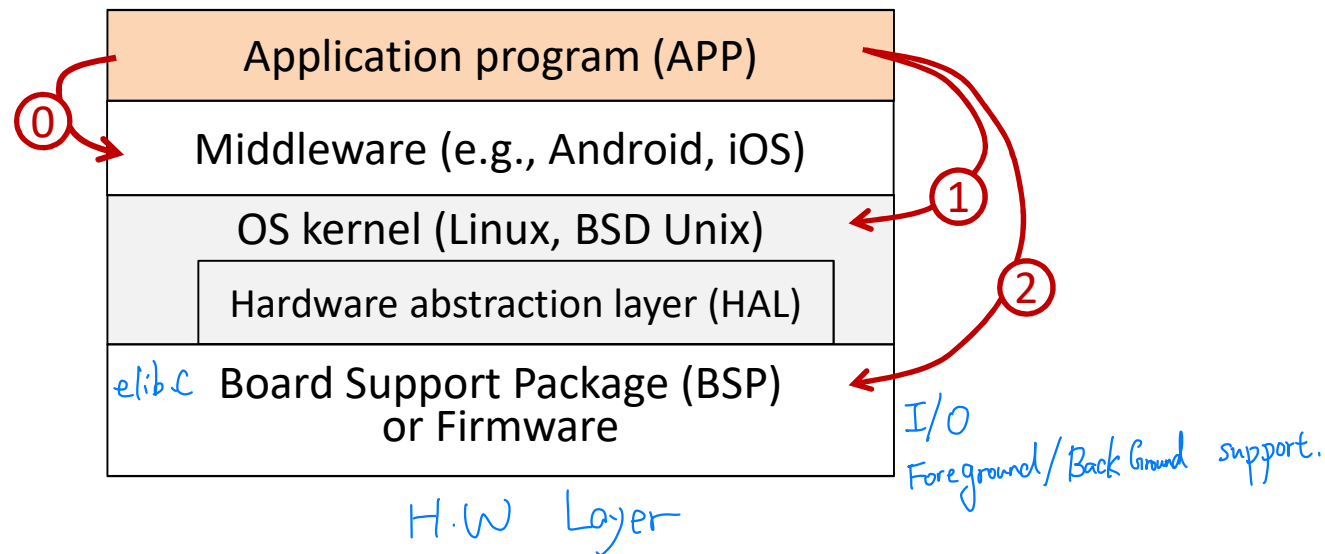 Application program (APP)
0
Middleware (e.g., Android, iOS)
1
OS kernel (Linux, BSD Unix)
2
Hardware abstraction layer (HAL)
elib.c Board Support Package (BSP)
or Firmware
I/O
Foreground/BackGround support.
H.W Layer